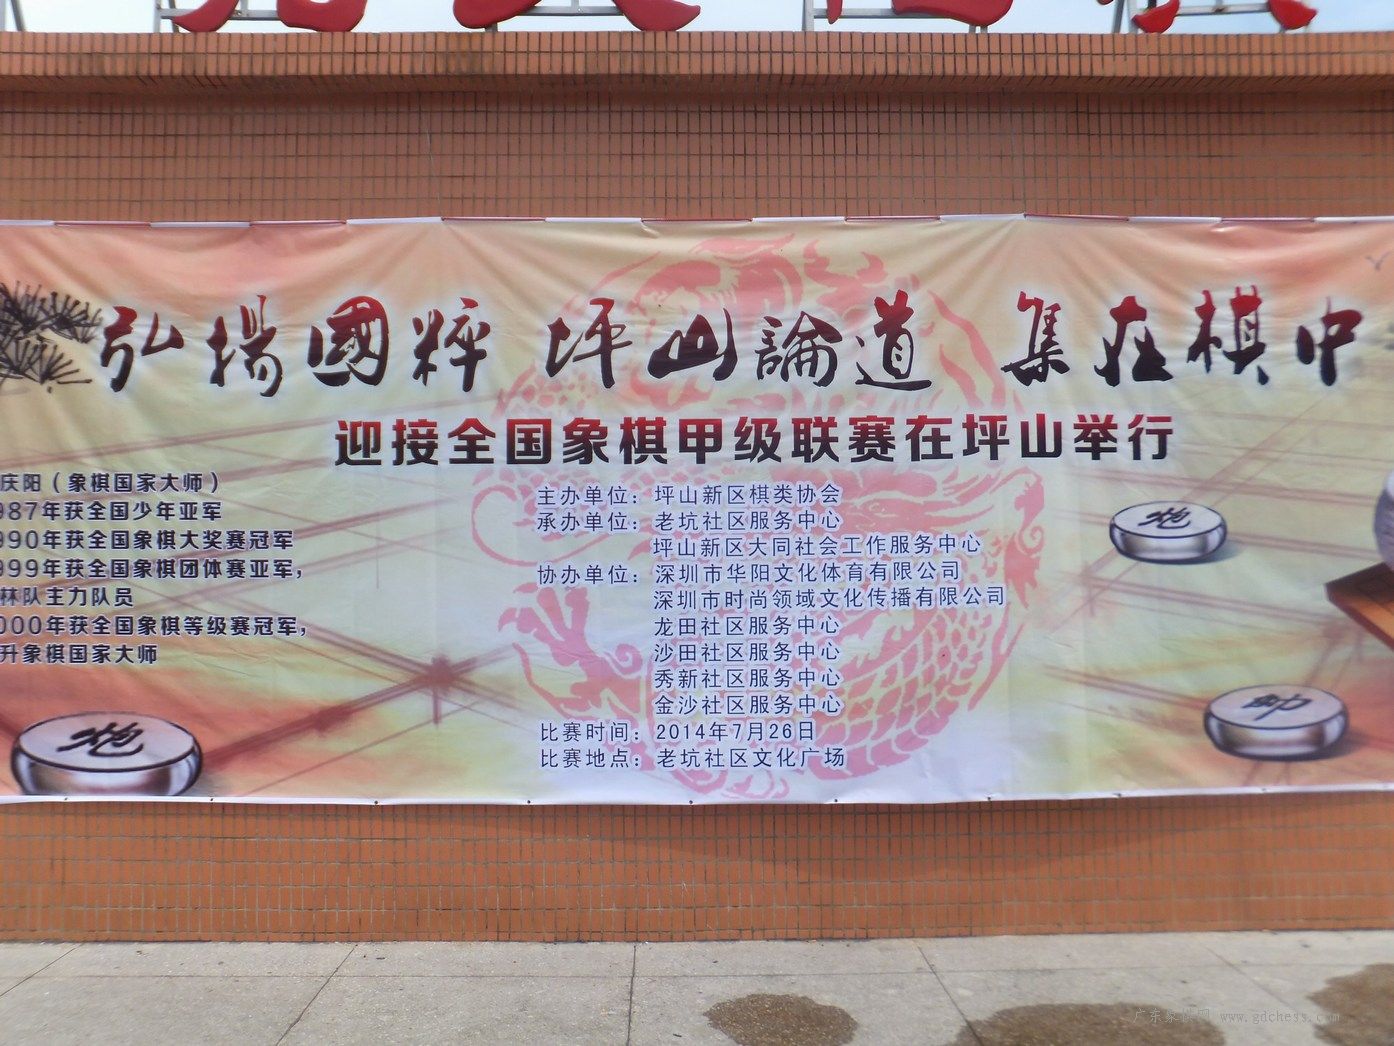 弘揚國粹 坪山論道 集在棋中
迎接全国象棋甲级联赛在坪山举行
庆阳（象棋国家大师）
987年获全国少年亚军
990年获全国象棋大奖赛冠军
999年获全国象棋团体赛亚军，
林队主力队员
000年获全国象棋等级赛冠军，
升象棋国家大师
主办单位：坪山新区棋类协会
承办单位：老坑社区服务中心
坪山新区大同社会工作服务中心
协办单位：深圳市华阳文化体育有限公司
深圳市时尚领域文化传播有限公司
龙田社区服务中心
沙田社区服务中心
秀新社区服务中心
金沙社区服务中心
比赛时间：2014年7月26日
比赛地点：老坑社区文化广场
炮
炮
帅
广东象棋网 www.gdchess.com